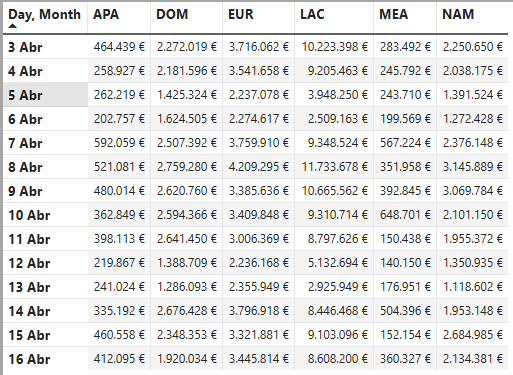 Day, Month APA DOM EUR LAC MEA NAM
3 Abr 464.439 € 2.272.019 € 3.716.062 € 10.223.398 € 283.492 € 2.250.650 €
4 Abr 258.927 € 2.181.596 € 3.541.658 € 9.205.463 € 245.792 € 2.038.175 €
5 Abr 262.219 € 1.425.324 € 2.237.078 € 3.948.250 € 243.710 € 1.391.524 €
6 Abr 202.757 € 1.624.505 € 2.274.617 € 2.509.163 € 199.569 € 1.272.428 €
7 Abr 592.059 € 2.507.392 € 3.759.910 € 9.348.524 € 567.224 € 2.376.148 €
8 Abr 521.081 € 2.759.280 € 4.209.295 € 11.733.678 € 351.958 € 3.145.889 €
9 Abr 480.014 € 2.620.760 € 3.385.636 € 10.665.562 € 392.845 € 3.069.784 €
10 Abr 362.849 € 2.594.366 € 3.409.848 € 9.310.714 € 648.701 € 2.101.150 €
11 Abr 398.113 € 2.641.450 € 3.006.369 € 8.797.626 € 150.438 € 1.955.372 €
12 Abr 219.867 € 1.388.709 € 2.236.168 € 5.132.694 € 140.150 € 1.350.935 €
13 Abr 241.024 € 1.286.093 € 2.355.949 € 2.925.949 € 176.951 € 1.118.602 €
14 Abr 335.192 € 2.676.428 € 3.796.918 € 8.446.468 € 504.396 € 1.953.148 €
15 Abr 460.558 € 2.348.353 € 3.321.881 € 9.103.096 € 152.154 € 2.684.985 €
16 Abr 412.095 € 1.920.034 € 3.445.814 € 8.608.200 € 360.327 € 2.134.381 €